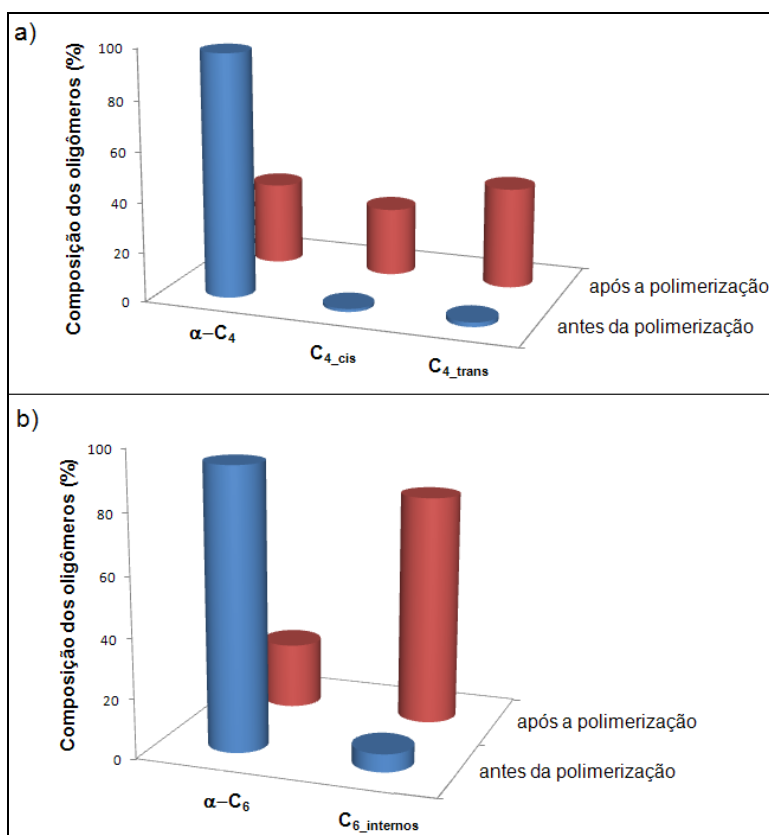 a)
Composição dos oligômeros (%)
100
80
60
40
20
0
α–C4
C4_cis
C4_trans
após a polimerização
antes da polimerização
b)
Composição dos oligômeros (%)
100
80
60
40
20
0
α–C6
C6_internos
após a polimerização
antes da polimerização